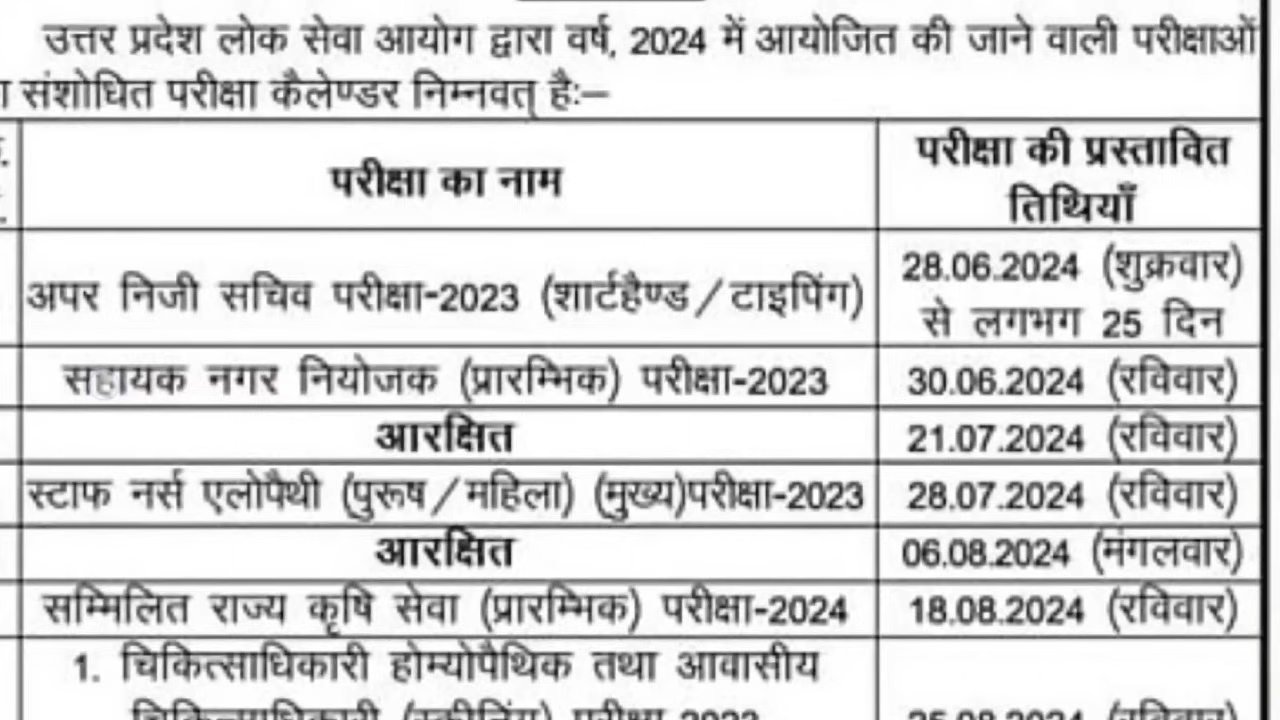 उत्तर प्रदेश लोक सेवा आयोग द्वारा वर्ष, 2024 में आयोजित की जाने वाली परीक्षाओं
संशोधित परीक्षा कैलेण्डर निम्नवत् है:–
परीक्षा का नाम
परीक्षा की प्रस्तावित
तिथियाँ
अपर निजी सचिव परीक्षा-2023 (शार्टहैण्ड/टाइपिंग)
28.06.2024 (शुक्रवार)
से लगभग 25 दिन
सहायक नगर नियोजक (प्रारम्भिक) परीक्षा-2023
30.06.2024 (रविवार)
आरक्षित
21.07.2024 (रविवार)
स्टाफ नर्स एलोपैथी (पुरूष/महिला) (मुख्य)परीक्षा-2023
28.07.2024 (रविवार)
आरक्षित
06.08.2024 (मंगलवार)
सम्मिलित राज्य कृषि सेवा (प्रारम्भिक) परीक्षा-2024
18.08.2024 (रविवार)
1. चिकित्साधिकारी होम्योपैथिक तथा आवासीय